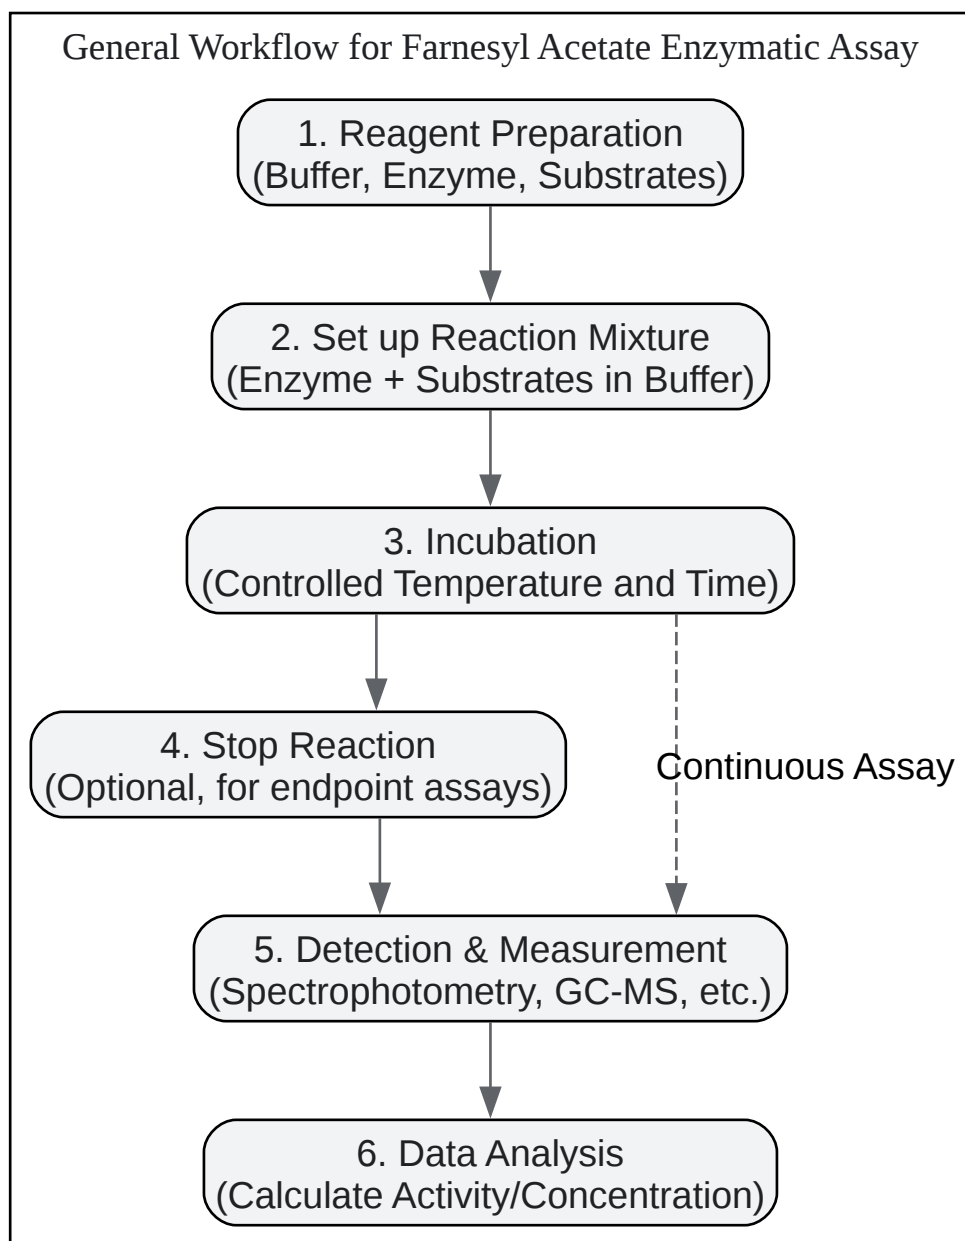 General Workflow for Farnesyl Acetate Enzymatic Assay
1. Reagent Preparation
(Buffer, Enzyme, Substrates)
2. Set up Reaction Mixture
(Enzyme + Substrates in Buffer)
3. Incubation
(Controlled Temperature and Time)
4. Stop Reaction
(Optional, for endpoint assays)
Continuous Assay
5. Detection & Measurement
(Spectrophotometry, GC-MS, etc.)
6. Data Analysis
(Calculate Activity/Concentration)